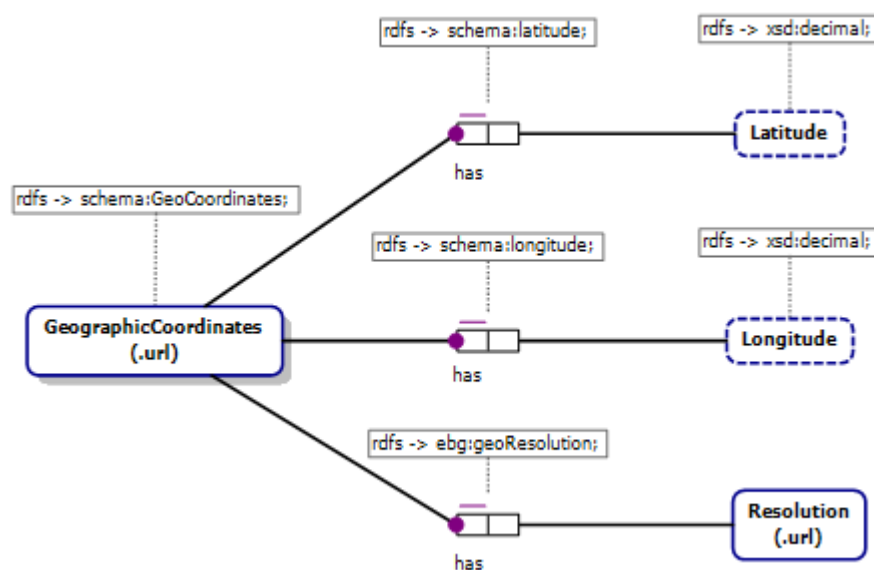 rdfs -> schema:latitude;
rdfs -> xsd:decimal;
Latitude
has
rdfs -> schema:GeoCoordinates;
rdfs -> schema:longitude;
rdfs -> xsd:decimal;
GeographicCoordinates
(.url)
Longitude
has
rdfs -> ebg:geoResolution;
Resolution
(.url)
has